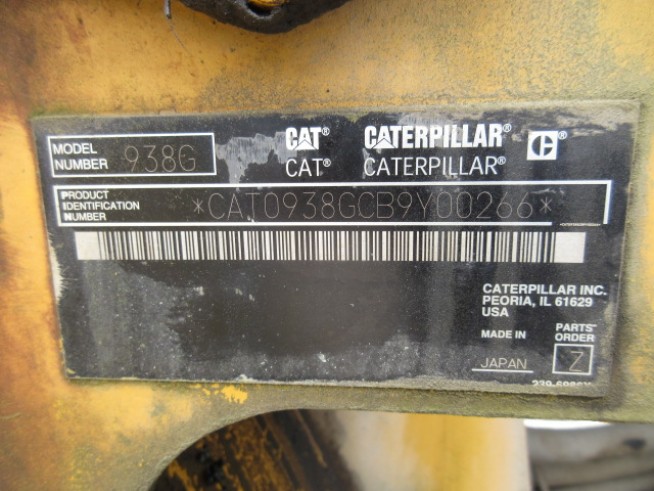 MODEL NUMBER 938G
CAT® CATERPILLAR® C
CAT® CATERPILLAR®
PRODUCT IDENTIFICATION NUMBER *CAT0938GCB9Y00266*
CATERPILLAR INC.
PEORIA, IL 61629
USA
MADE IN JAPAN
PARTS ORDER Z